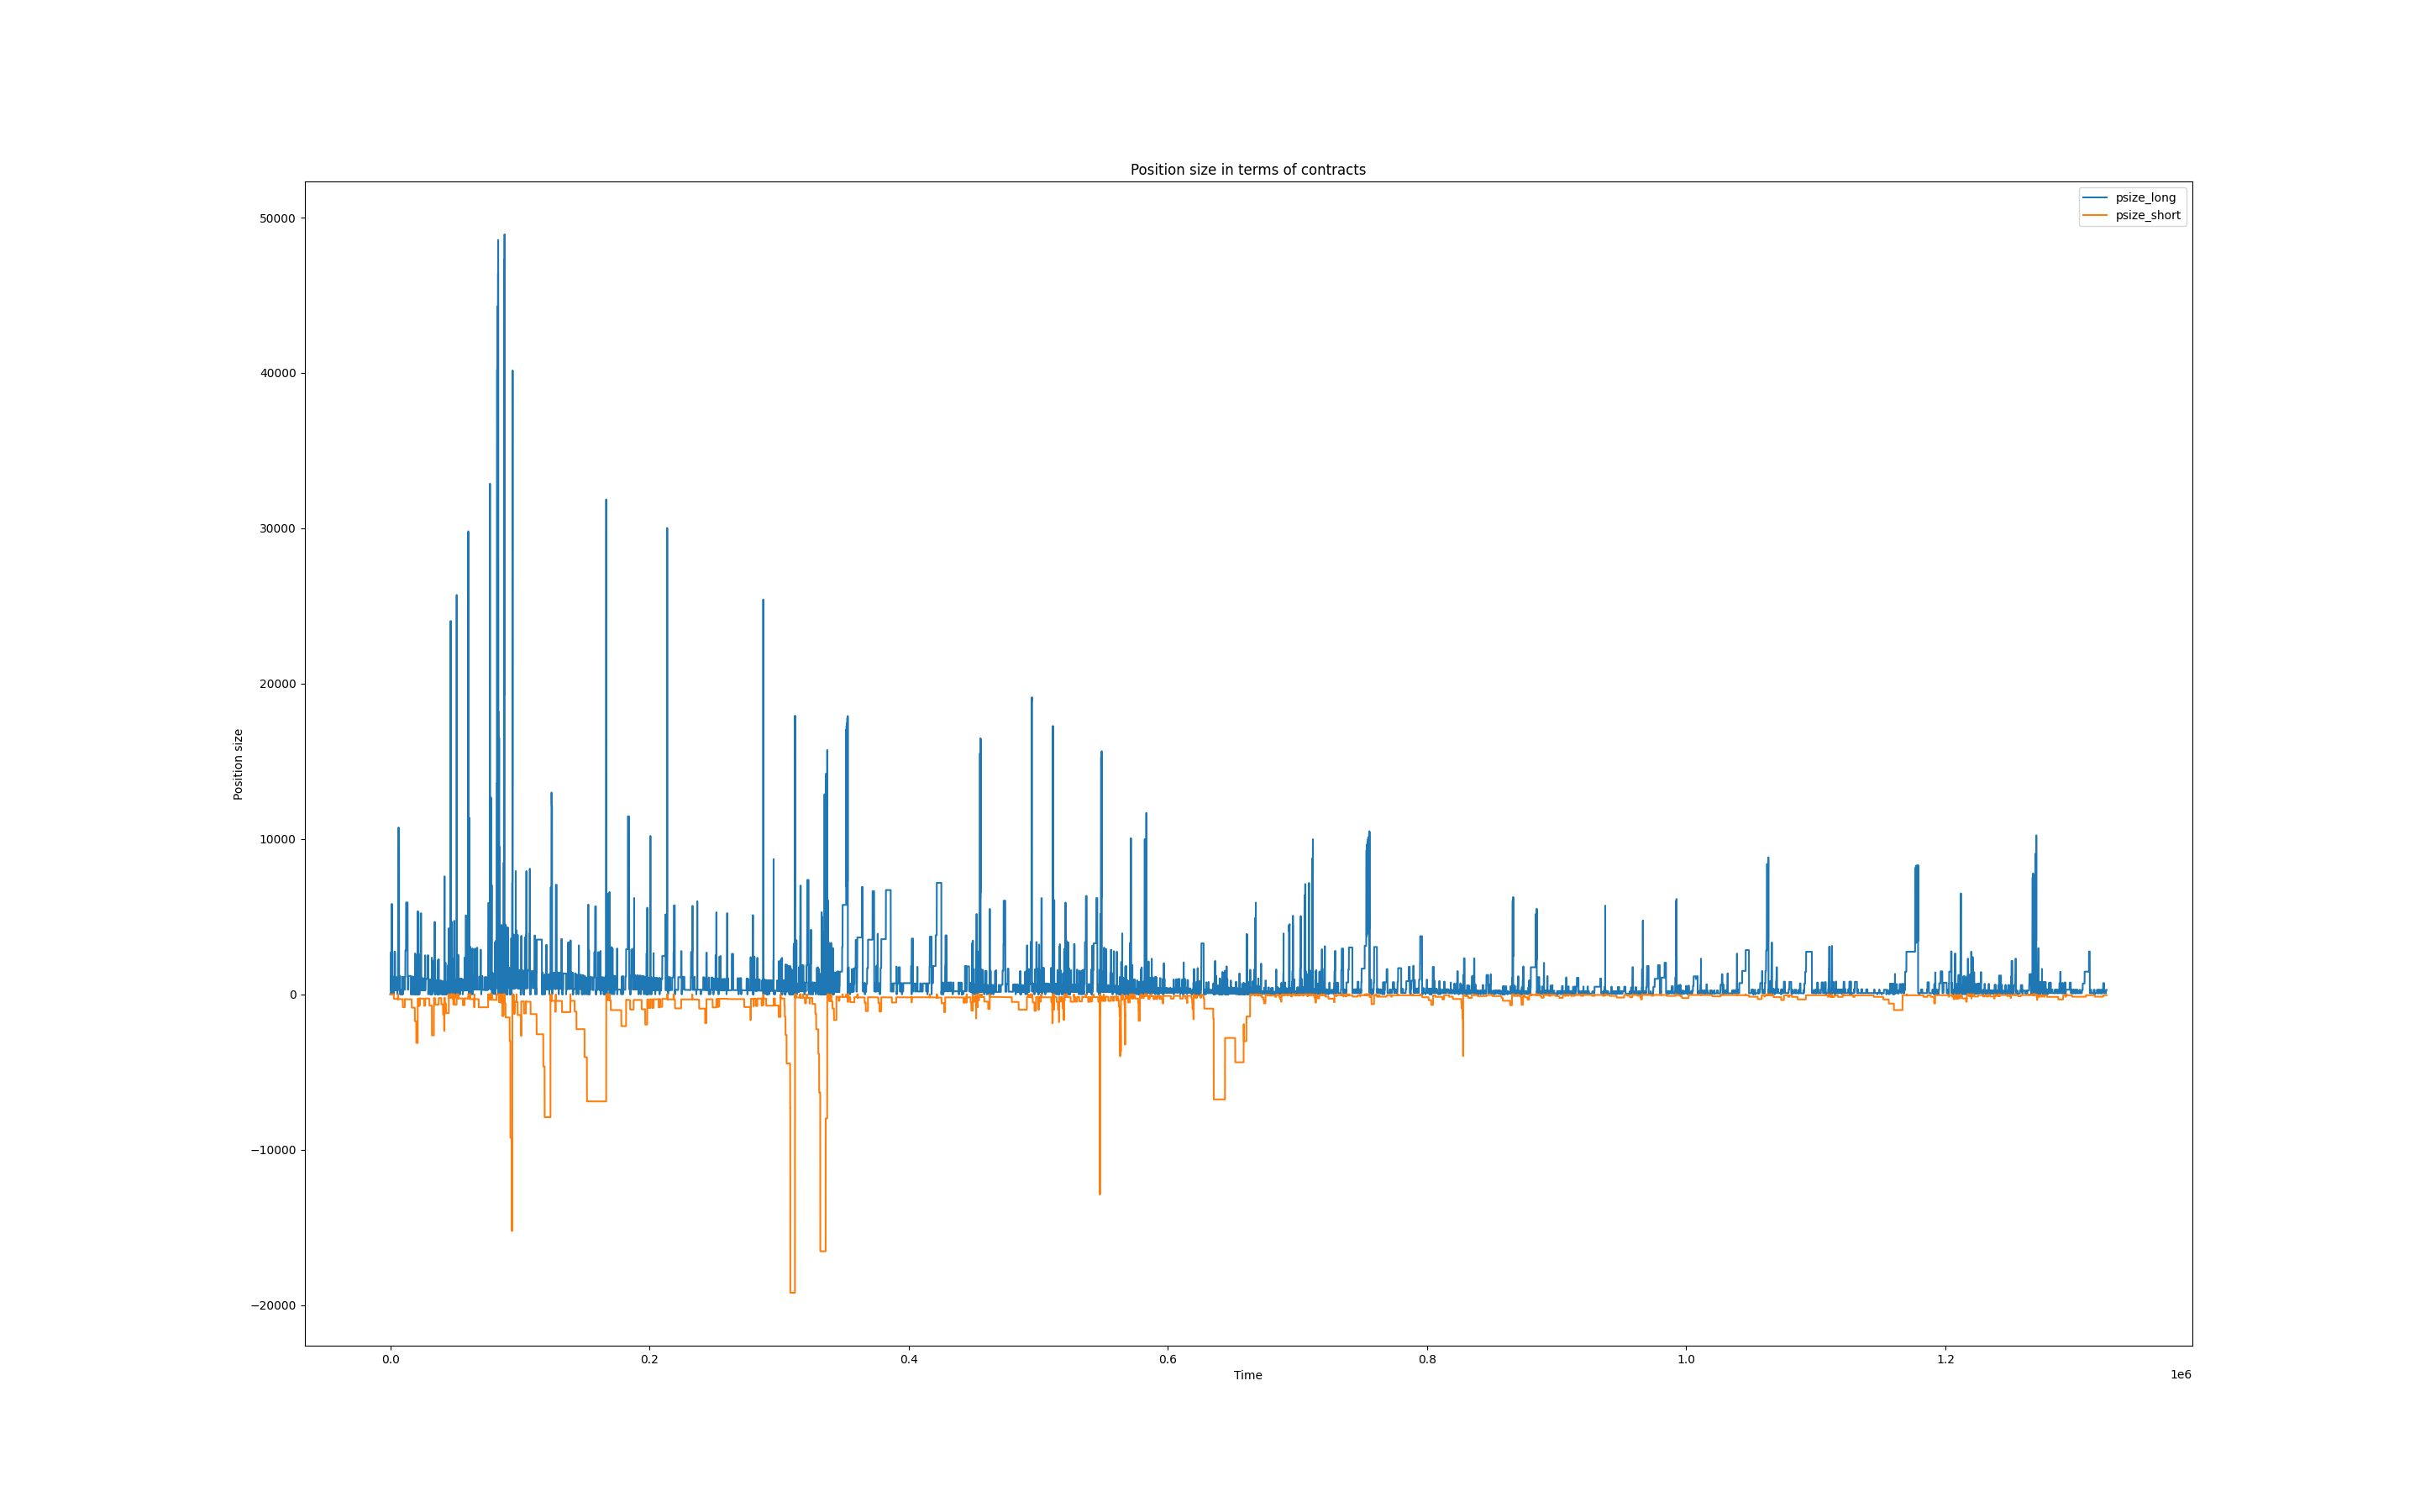 Position size in terms of contracts
psize_long
psize_short
Position size
50000
40000
30000
20000
10000
0
−10000
−20000
0.0
0.2
0.4
0.6
0.8
1.0
1.2
1e6
Time